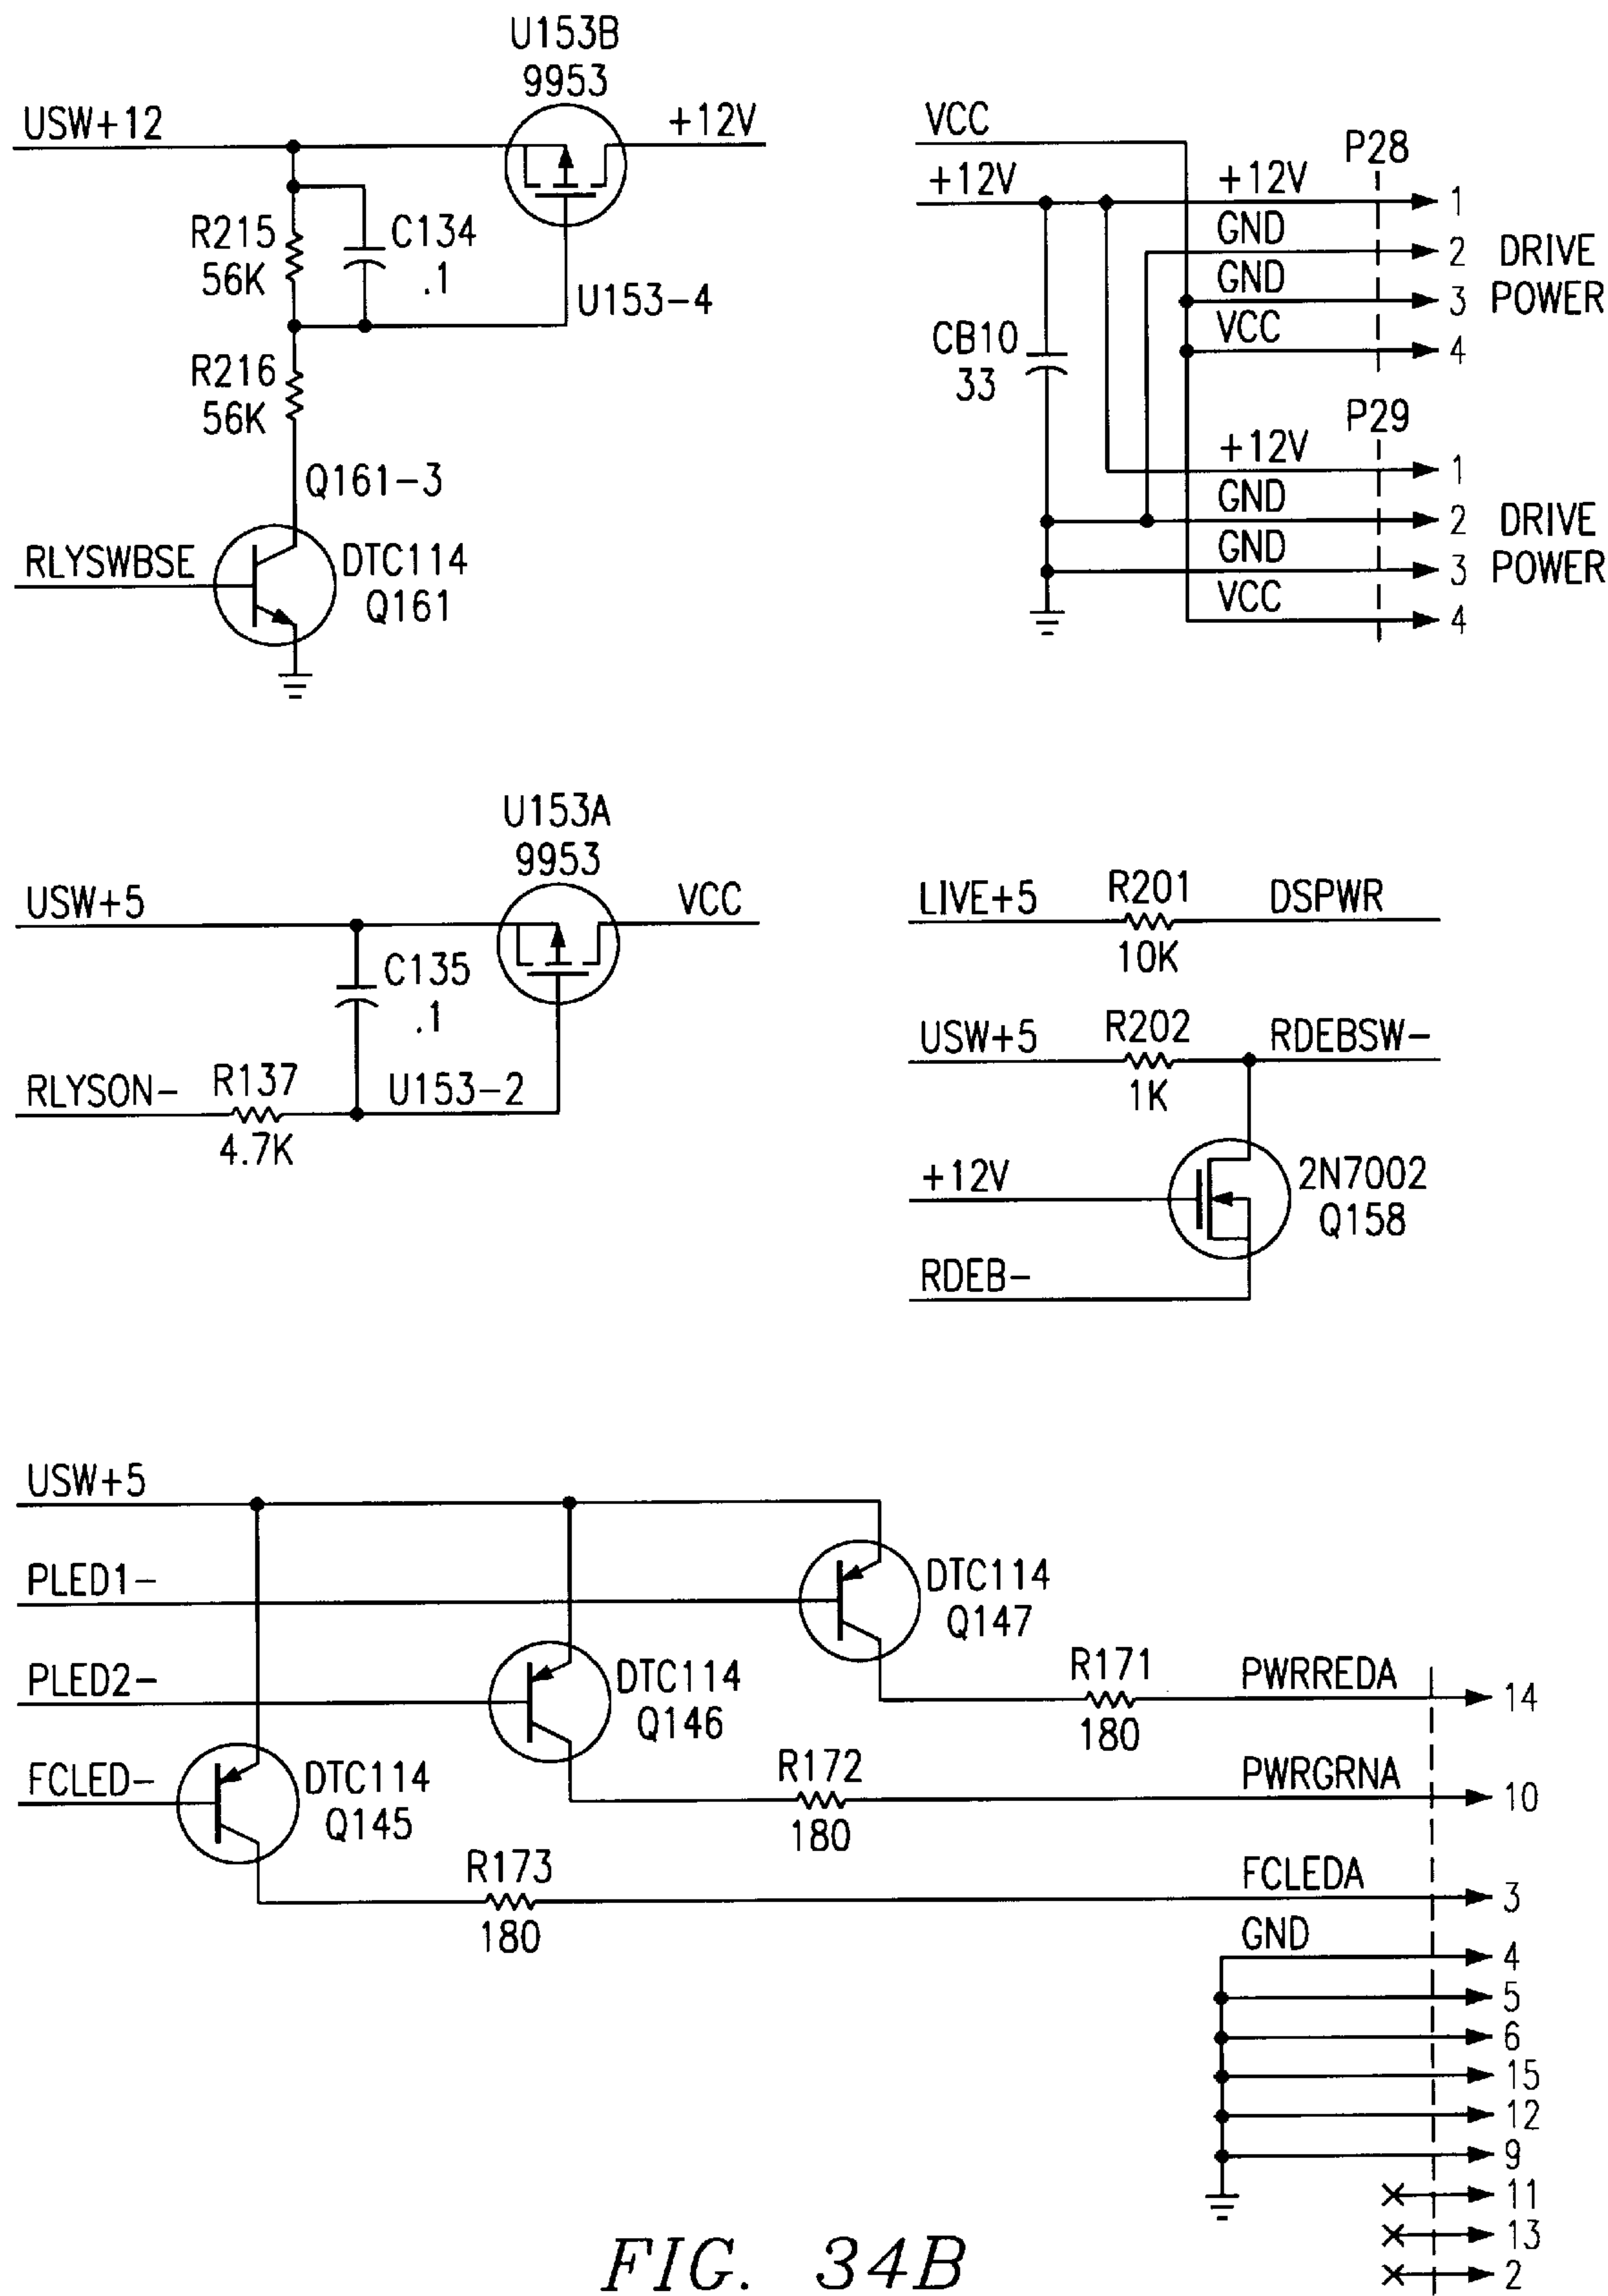 U153B
9953
USW+12
+12V
R215
56K
C134
.1
U153-4
R216
56K
Q161-3
RLYSWBSE
DTC114
Q161
VCC
P28
+12V
+12V
1
GND
2
DRIVE
GND
3
POWER
VCC
4
CB10
33
P29
+12V
1
GND
2
DRIVE
GND
3
POWER
VCC
4
U153A
9953
USW+5
VCC
C135
.1
RLYSON-
R137
4.7K
U153-2
LIVE+5
R201
10K
DSPWR
USW+5
R202
1K
RDEBSW-
+12V
2N7002
Q158
RDEB-
USW+5
PLED1-
DTC114
Q147
PLED2-
DTC114
Q146
R171
180
PWRREDA
14
FCLED-
DTC114
Q145
R172
180
PWRGRNA
10
R173
180
FCLEDA
3
GND
4
5
6
15
12
9
11
13
2
FIG. 34B